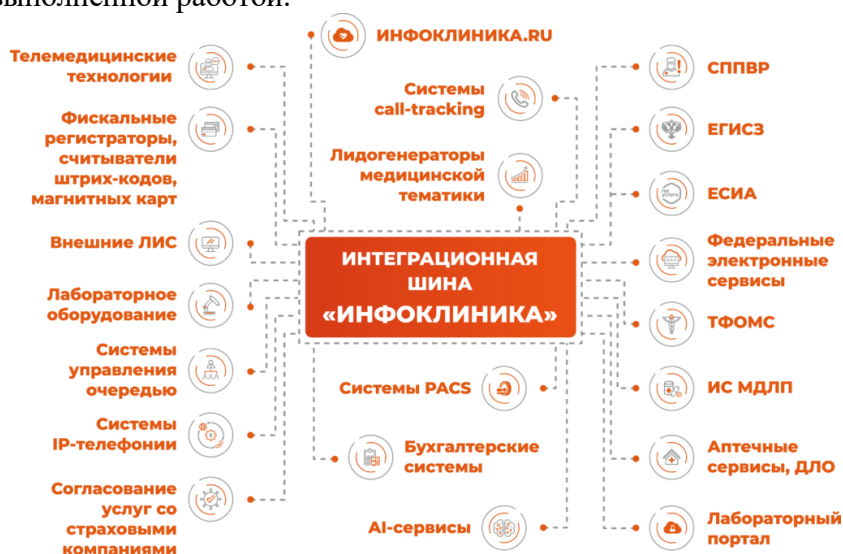 выполненной работой.
ИНФОКЛИНИКА.RU
Телемедицинские
технологии
Фискальные
регистраторы,
считыватели
штрих-кодов,
магнитных карт
Внешние ЛИС
Лабораторное
оборудование
Системы
управления
очередью
Системы
IP-телефонии
Согласование
услуг со
страховыми
компаниями
Системы
call-tracking
Лидогенераторы
медицинской
тематики
ИНТЕГРАЦИОННАЯ
ШИНА
«ИНФОКЛИНИКА»
Системы PACS
Бухгалтерские
системы
AI-сервисы
СППВР
ЕГИСЗ
ЕСИА
Федеральные
электронные
сервисы
ТФОМС
ИС МДЛП
Аптечные
сервисы, ДЛО
Лабораторный
портал